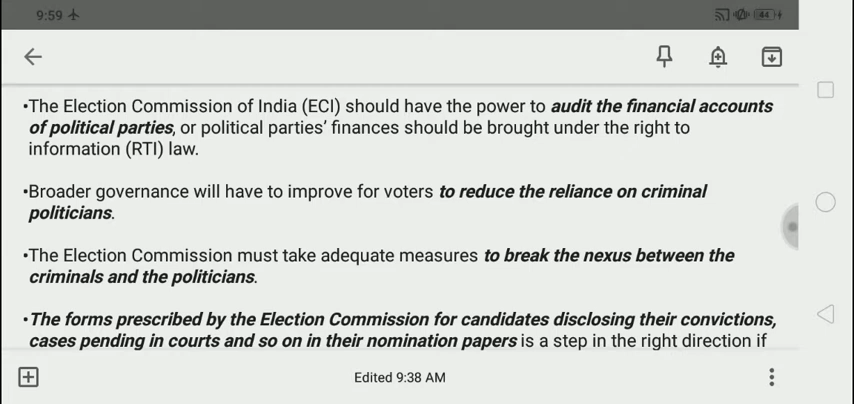 9:59
44
•The Election Commission of India (ECI) should have the power to audit the financial accounts
of political parties, or political parties’ finances should be brought under the right to
information (RTI) law.
•Broader governance will have to improve for voters to reduce the reliance on criminal
politicians.
•The Election Commission must take adequate measures to break the nexus between the
criminals and the politicians.
•The forms prescribed by the Election Commission for candidates disclosing their convictions,
cases pending in courts and so on in their nomination papers is a step in the right direction if
Edited 9:38 AM